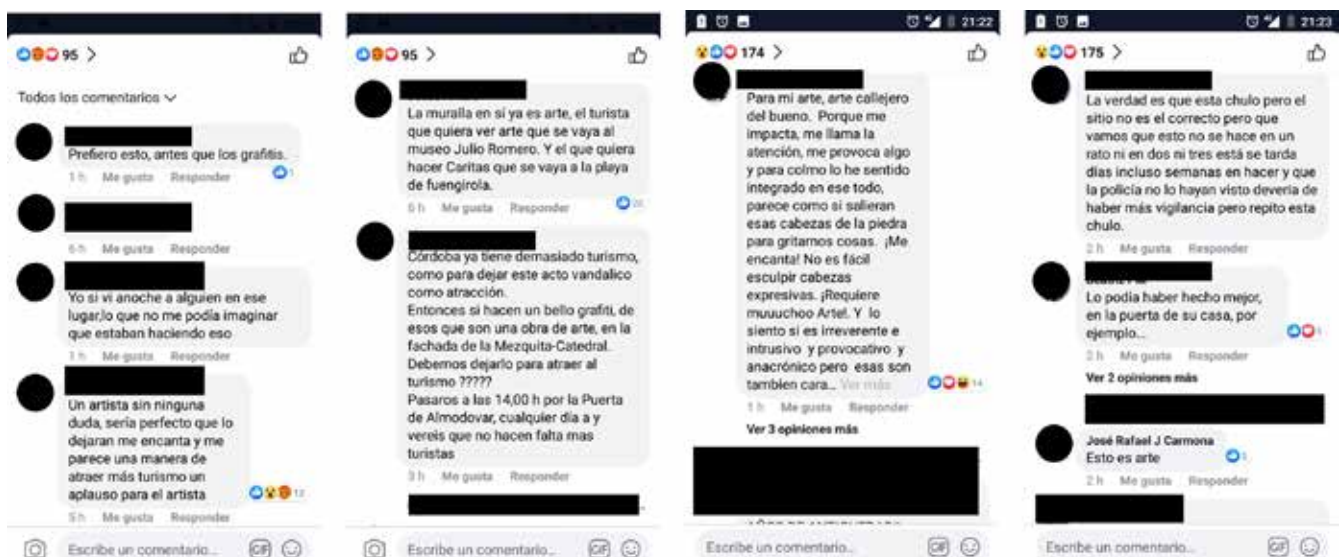 95 >
Todos los comentarios
Prefiero esto, antes que los grafitis.
1 h Me gusta Responder
1
6 h Me gusta Responder
Yo si vi anoche a alguien en ese
lugar,lo que no me podía imaginar
que estaban haciendo eso
1 h Me gusta Responder
Un artista sin ninguna
duda, sería perfecto que lo
dejaran me encanta y me
parece una manera de
atraer más turismo un
aplauso para el artista
12
5 h Me gusta Responder
Escribe un comentario...
GIF
95 >
La muralla en sí ya es arte, el turista
que quiera ver arte que se vaya al
museo Julio Romero. Y el que quiera
hacer Caritas que se vaya a la playa
de fuengirola.
6 h Me gusta Responder
20
Córdoba ya tiene demasiado turismo,
como para dejar este acto vandalico
como atracción.
Entonces si hacen un bello grafiti, de
esos que son una obra de arte, en la
fachada de la Mezquita-Catedral.
Debemos dejarlo para atraer al
turismo ?????
Pasaros a las 14,00 h por la Puerta
de Almodovar, cualquier día a y
vereis que no hacen falta mas
turistas
3 h Me gusta Responder
Escribe un comentario...
GIF
21:22
174 >
Para mi arte, arte callejero
del bueno. Porque me
impacta, me llama la
atención, me provoca algo
y para colmo lo he sentido
integrado en ese todo,
parece como si salieran
esas cabezas de la piedra
para gritarnos cosas. ¡Me
encanta! No es fácil
esculpir cabezas
expresivas. ¡Requiere
muuuchoo Arte!. Y lo
siento si es irreverente e
intrusivo y provocativo y
anacrónico pero esas son
tambien cara... Ver más
14
1 h Me gusta Responder
Ver 3 opiniones más
Escribe un comentario...
GIF
21:23
175 >
La verdad es que esta chulo pero el
sitio no es el correcto pero que
vamos que esto no se hace en un
rato ni en dos ni tres está se tarda
días incluso semanas en hacer y que
la policía no lo hayan visto deveria de
haber más vigilancia pero repito esta
chulo.
2 h Me gusta Responder
Lo podía haber hecho mejor,
en la puerta de su casa, por
ejemplo...
2 h Me gusta Responder
Ver 2 opiniones más
José Rafael J Carmona
Esto es arte
2 h Me gusta Responder
Escribe un comentario...
GIF